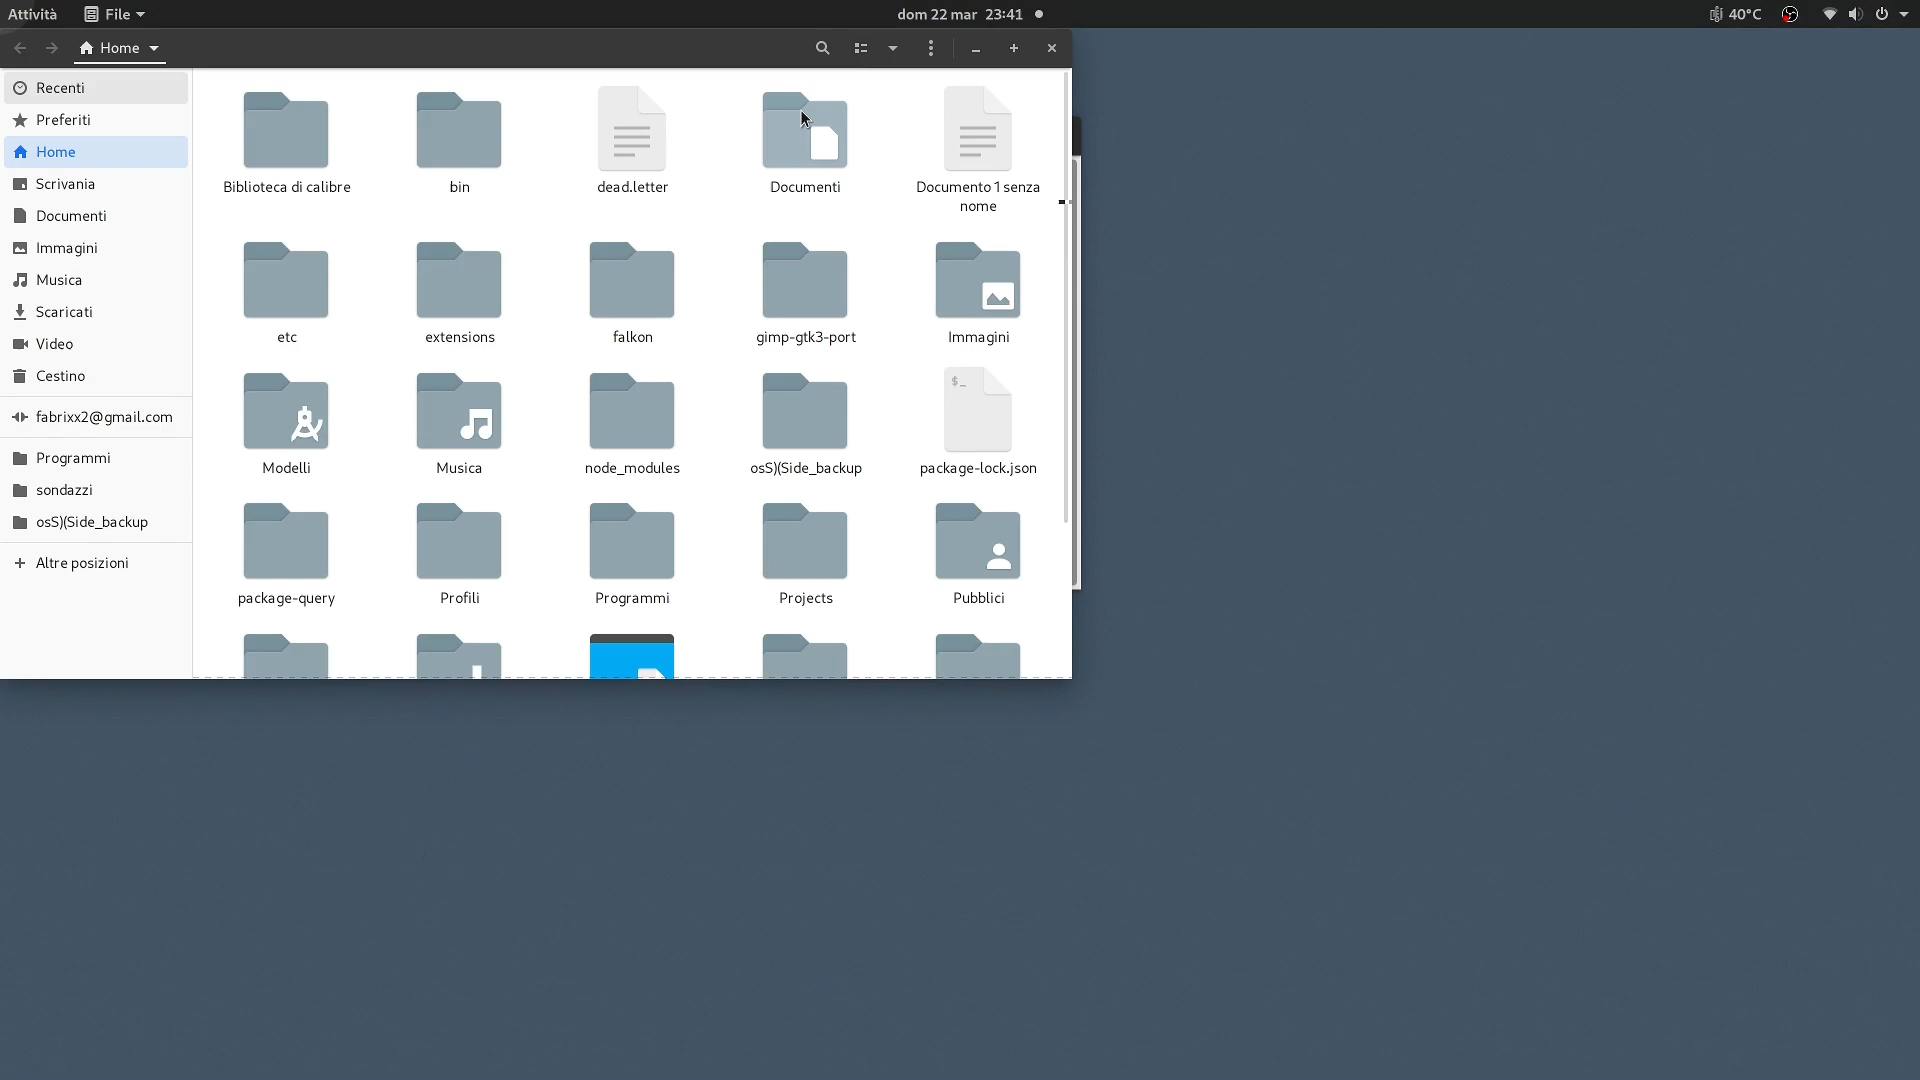 Attività
File
dom 22 mar 23:41
40°C
Home
Recenti
Preferiti
Home
Scrivania
Documenti
Immagini
Musica
Scaricati
Video
Cestino
fabrixx2@gmail.com
Programmi
sondazzi
osS)(Side_backup
Altre posizioni
Biblioteca di calibre
bin
dead.letter
Documenti
Documento 1 senza
nome
etc
extensions
falkon
gimp-gtk3-port
Immagini
Modelli
Musica
node_modules
osS)(Side_backup
$_
package-lock.json
package-query
Profili
Programmi
Projects
Pubblici